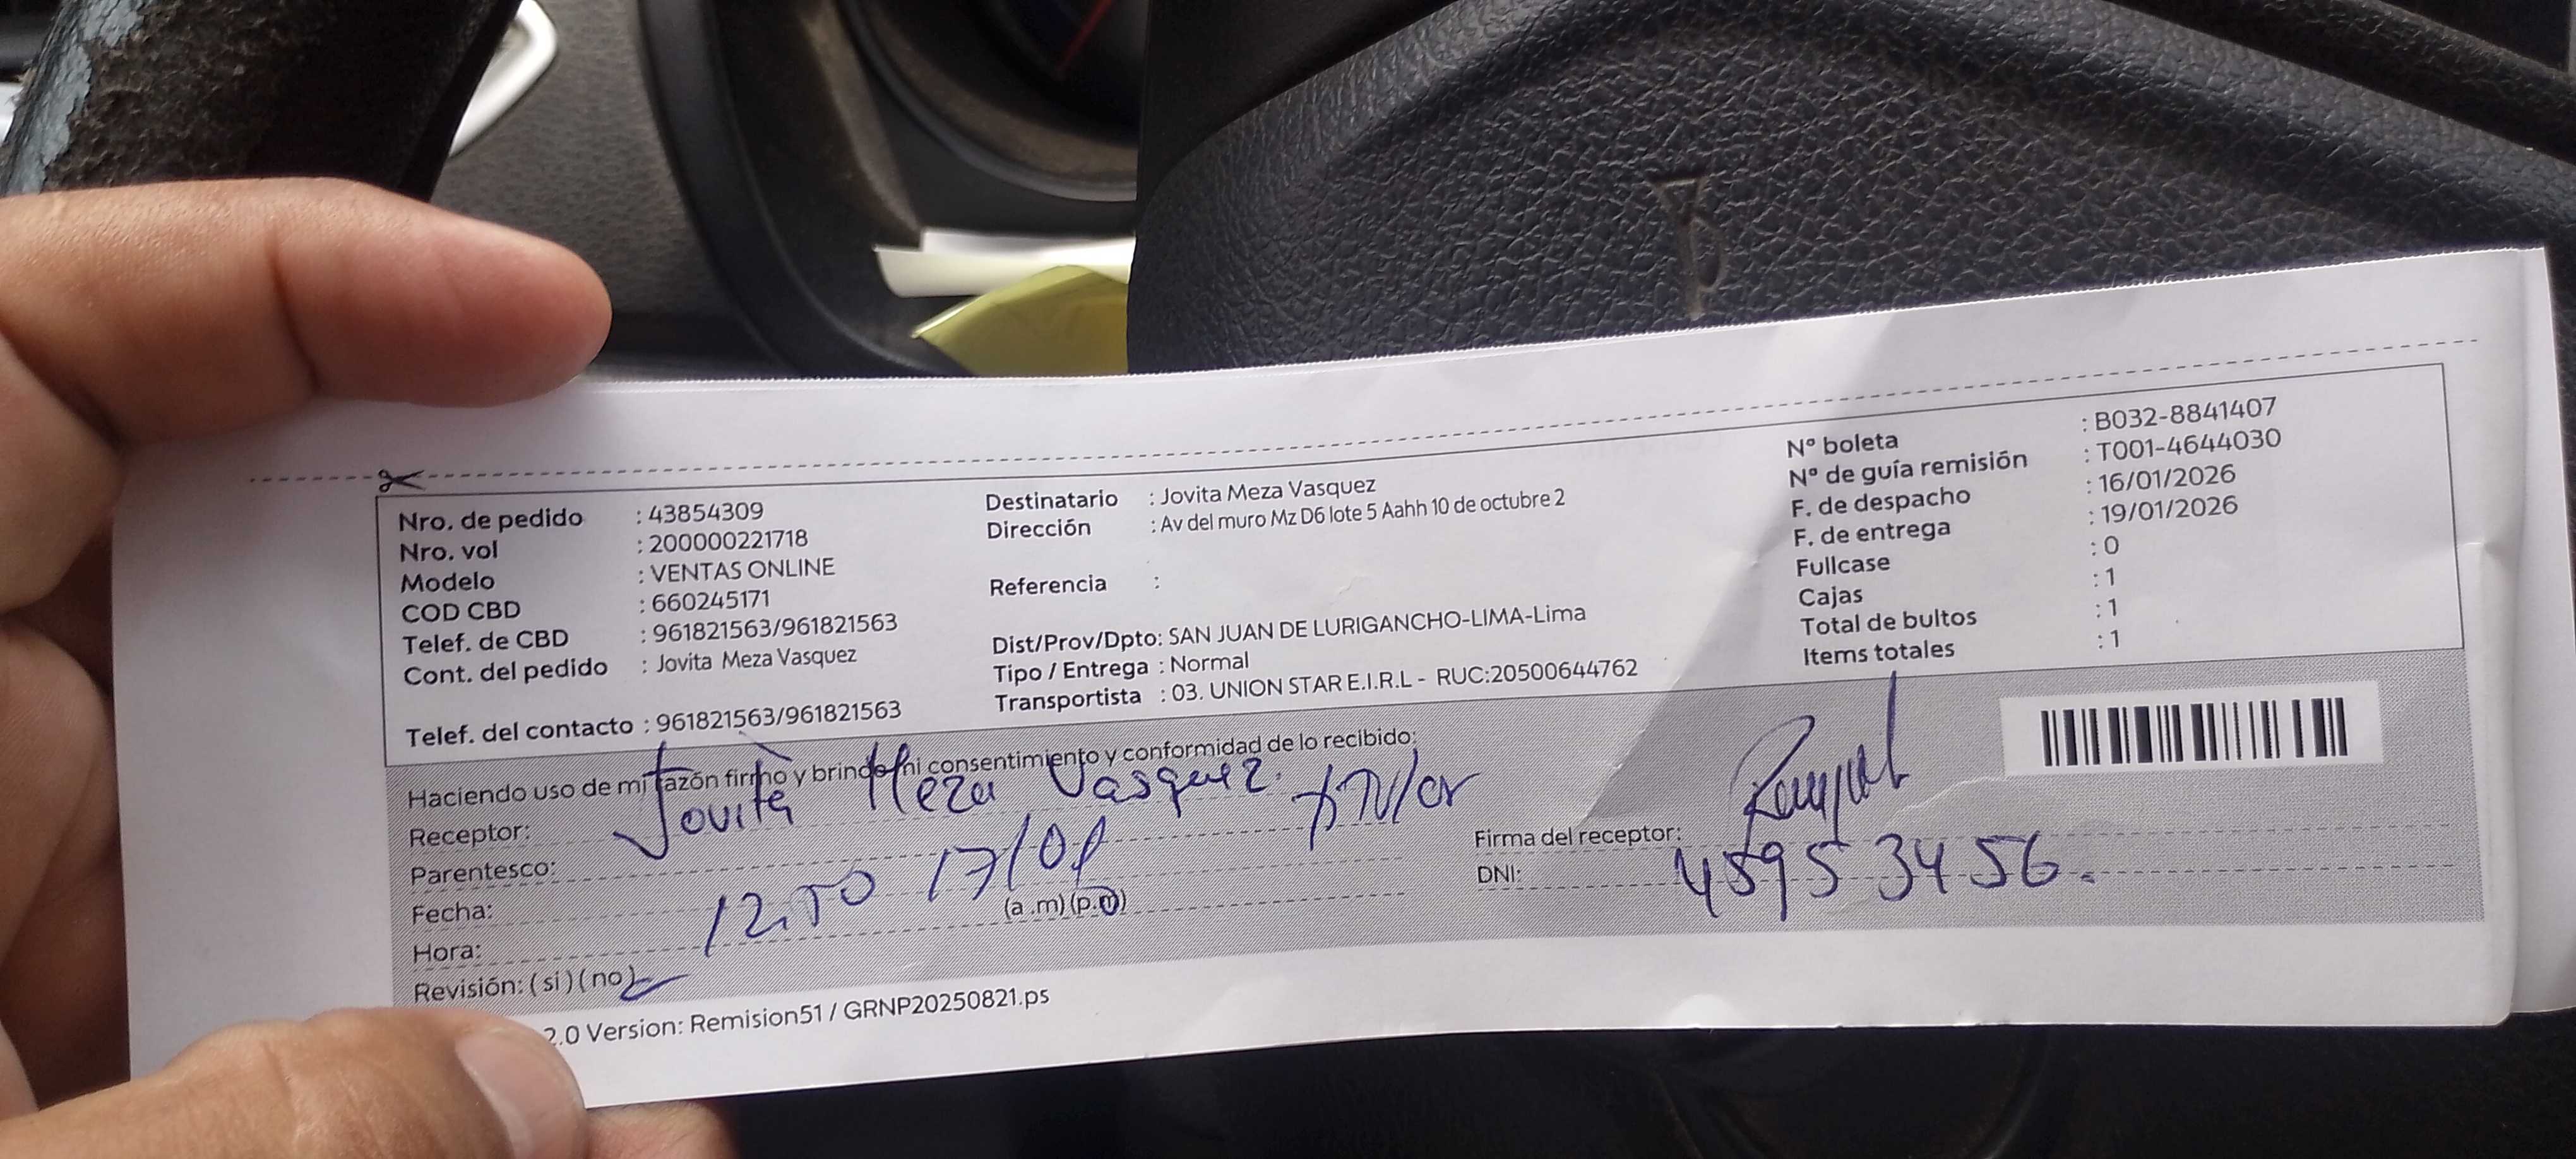 Nro. de pedido : 43854309
Nro. vol : 200000221718
Modelo : VENTAS ONLINE
COD CBD : 660245171
Telef. de CBD : 961821563/961821563
Cont. del pedido : Jovita Meza Vasquez
Telef. del contacto : 961821563/961821563
Destinatario : Jovita Meza Vasquez
Dirección : Av del muro Mz D6 lote 5 Aahh 10 de octubre 2
Referencia :
Dist/Prov/Dpto: SAN JUAN DE LURIGANCHO-LIMA-Lima
Tipo / Entrega : Normal
Transportista : 03. UNION STAR E.I.R.L - RUC:20500644762
Nº boleta : B032-8841407
Nº de guía remisión : T001-4644030
F. de despacho : 16/01/2026
F. de entrega : 19/01/2026
Fullcase : 0
Cajas : 1
Total de bultos : 1
Items totales : 1
Haciendo uso de mi razón firmo y brindo mi consentimiento y conformidad de lo recibido:
Receptor: Jovita Meza Vasquez.
Parentesco:
Fecha: 17/01
Hora: 12.50 (a .m) (p.m)
Revisión: ( si ) ( no )
Firma del receptor:
DNI: 45953456.
2.0 Version: Remision51 / GRNP20250821.ps